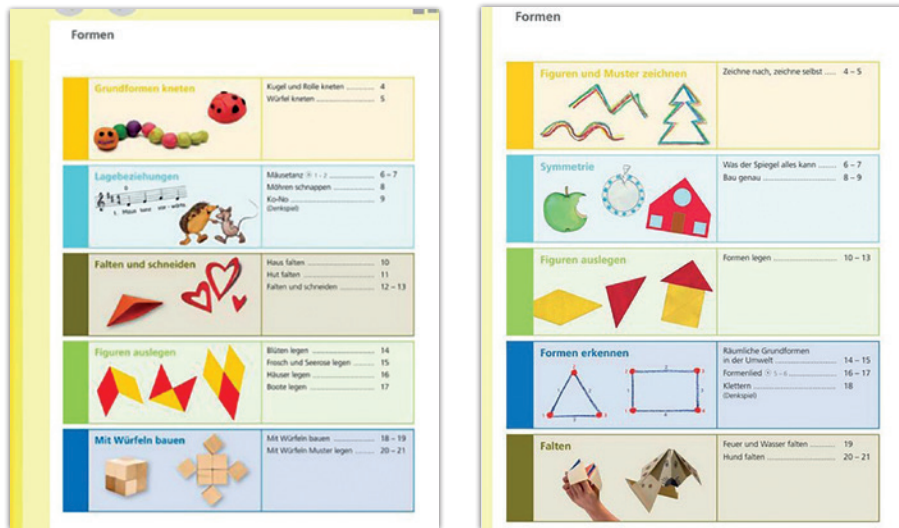 Formen
Grundformen kneten
Kugel und Rolle kneten ............ 4
Würfel kneten ............ 5
Lagebeziehungen
1. Maus tanz vor - wärts
Mäusetanz 1 - 2 ............ 6 – 7
Möhren schnappen ............ 8
Ko-No ............ 9
(Denkspiel)
Falten und schneiden
Haus falten ............ 10
Hut falten ............ 11
Falten und schneiden ............ 12 – 13
Figuren auslegen
Blüten legen ............ 14
Frosch und Seerose legen ............ 15
Häuser legen ............ 16
Boote legen ............ 17
Mit Würfeln bauen
Mit Würfeln bauen ............ 18 – 19
Mit Würfeln Muster legen ............ 20 – 21
Formen
Figuren und Muster zeichnen
Zeichne nach, zeichne selbst ..... 4 – 5
Symmetrie
Was der Spiegel alles kann ...... 6 – 7
Bau genau ............ 8 – 9
Figuren auslegen
Formen legen ............ 10 – 13
Formen erkennen
Räumliche Grundformen
in der Umwelt ............ 14 – 15
Formenlied 5 - 6 ............ 16 – 17
Klettern ............ 18
(Denkspiel)
Falten
Feuer und Wasser falten ......... 19
Hund falten ............ 20 – 21